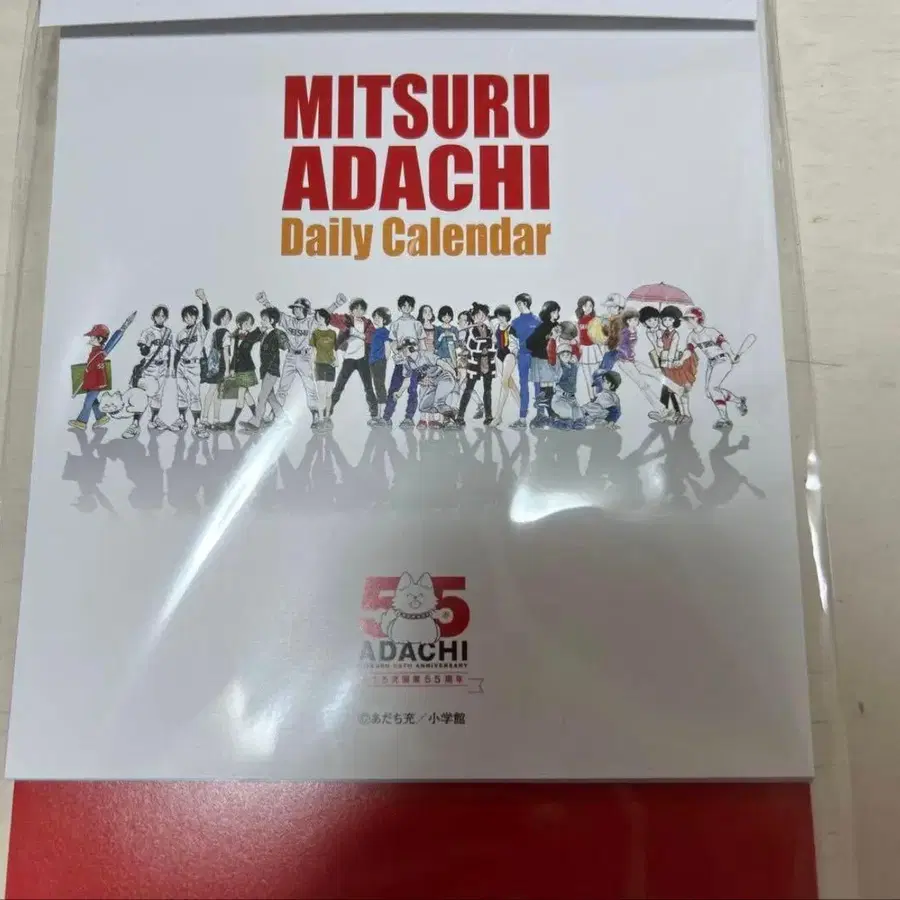 MITSURU
ADACHI
Daily Calendar
55
ADACHI
©あだち充／小学館